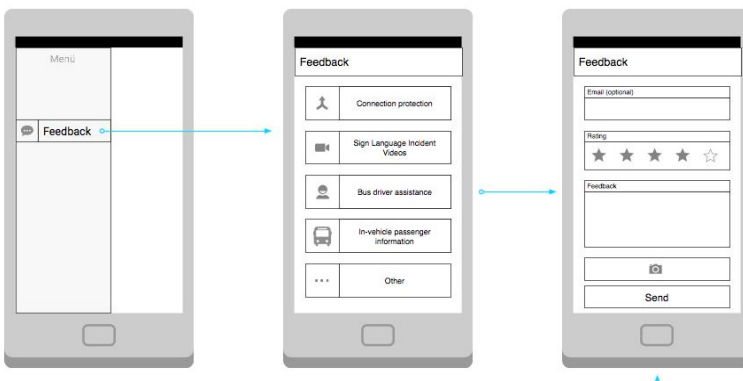 Menü
Feedback
Feedback
Connection protection
Sign Language Incident
Videos
Bus driver assistance
In-vehicle passenger
information
Other
Feedback
Email (optional)
Rating
Feedback
Send